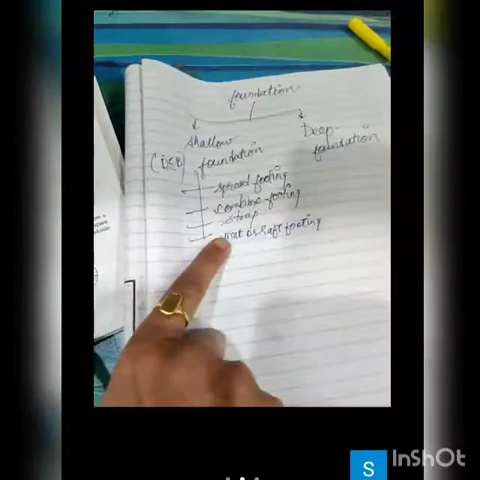 foundation
shallow foundation
Deep foundation
(D≤B)
spread footing
combine footing
strap
mat or raft footing
S
InShOt